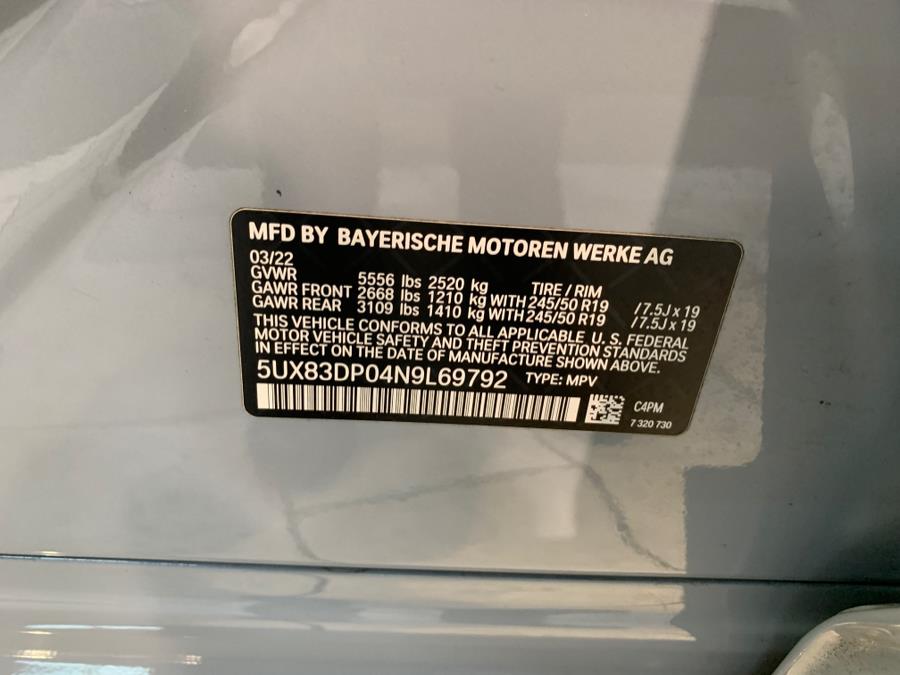 MFD BY BAYERISCHE MOTOREN WERKE AG
03/22
GVWR 5556 lbs 2520 kg TIRE / RIM
GAWR FRONT 2668 lbs 1210 kg WITH 245/50 R19 / 7.5J x 19
GAWR REAR 3109 lbs 1410 kg WITH 245/50 R19 / 7.5J x 19
THIS VEHICLE CONFORMS TO ALL APPLICABLE U. S. FEDERAL
MOTOR VEHICLE SAFETY AND THEFT PREVENTION STANDARDS
IN EFFECT ON THE DATE OF MANUFACTURE SHOWN ABOVE.
5UX83DP04N9L69792 TYPE: MPV
C4PM
7 320 730